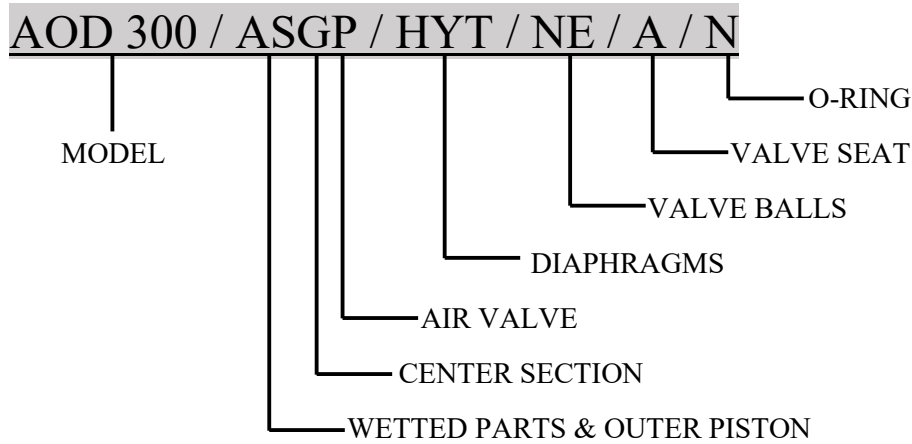 AOD 300 / ASGP / HYT / NE / A / N
O-RING
MODEL
VALVE SEAT
VALVE BALLS
DIAPHRAGMS
AIR VALVE
CENTER SECTION
WETTED PARTS & OUTER PISTON